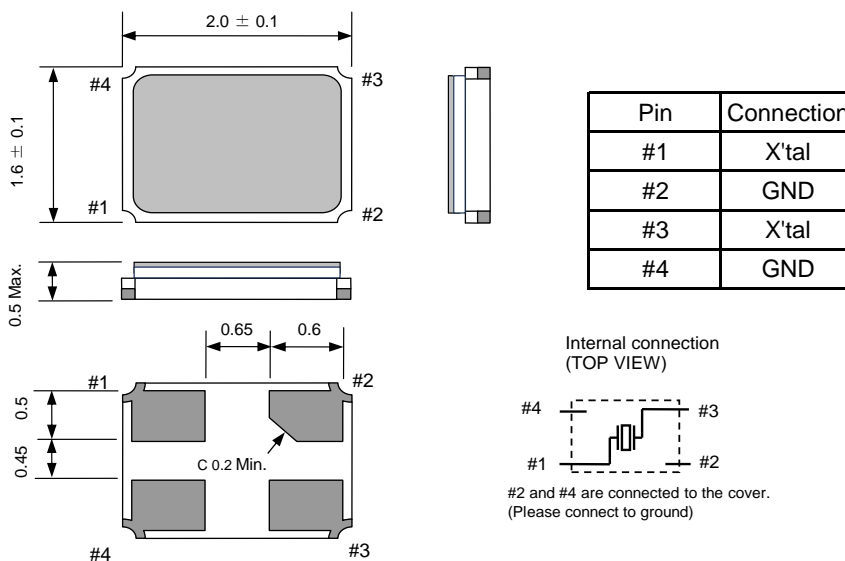 2.0 ± 0.1
#4
#3
1.6 ± 0.1
#1
#2
Pin Connection
#1 X'tal
#2 GND
#3 X'tal
#4 GND
0.5 Max.
0.65
0.6
#1
#2
0.5
0.45
C 0.2 Min.
#4
#3
Internal connection
(TOP VIEW)
#4
#3
#1
#2
#2 and #4 are connected to the cover.
(Please connect to ground)